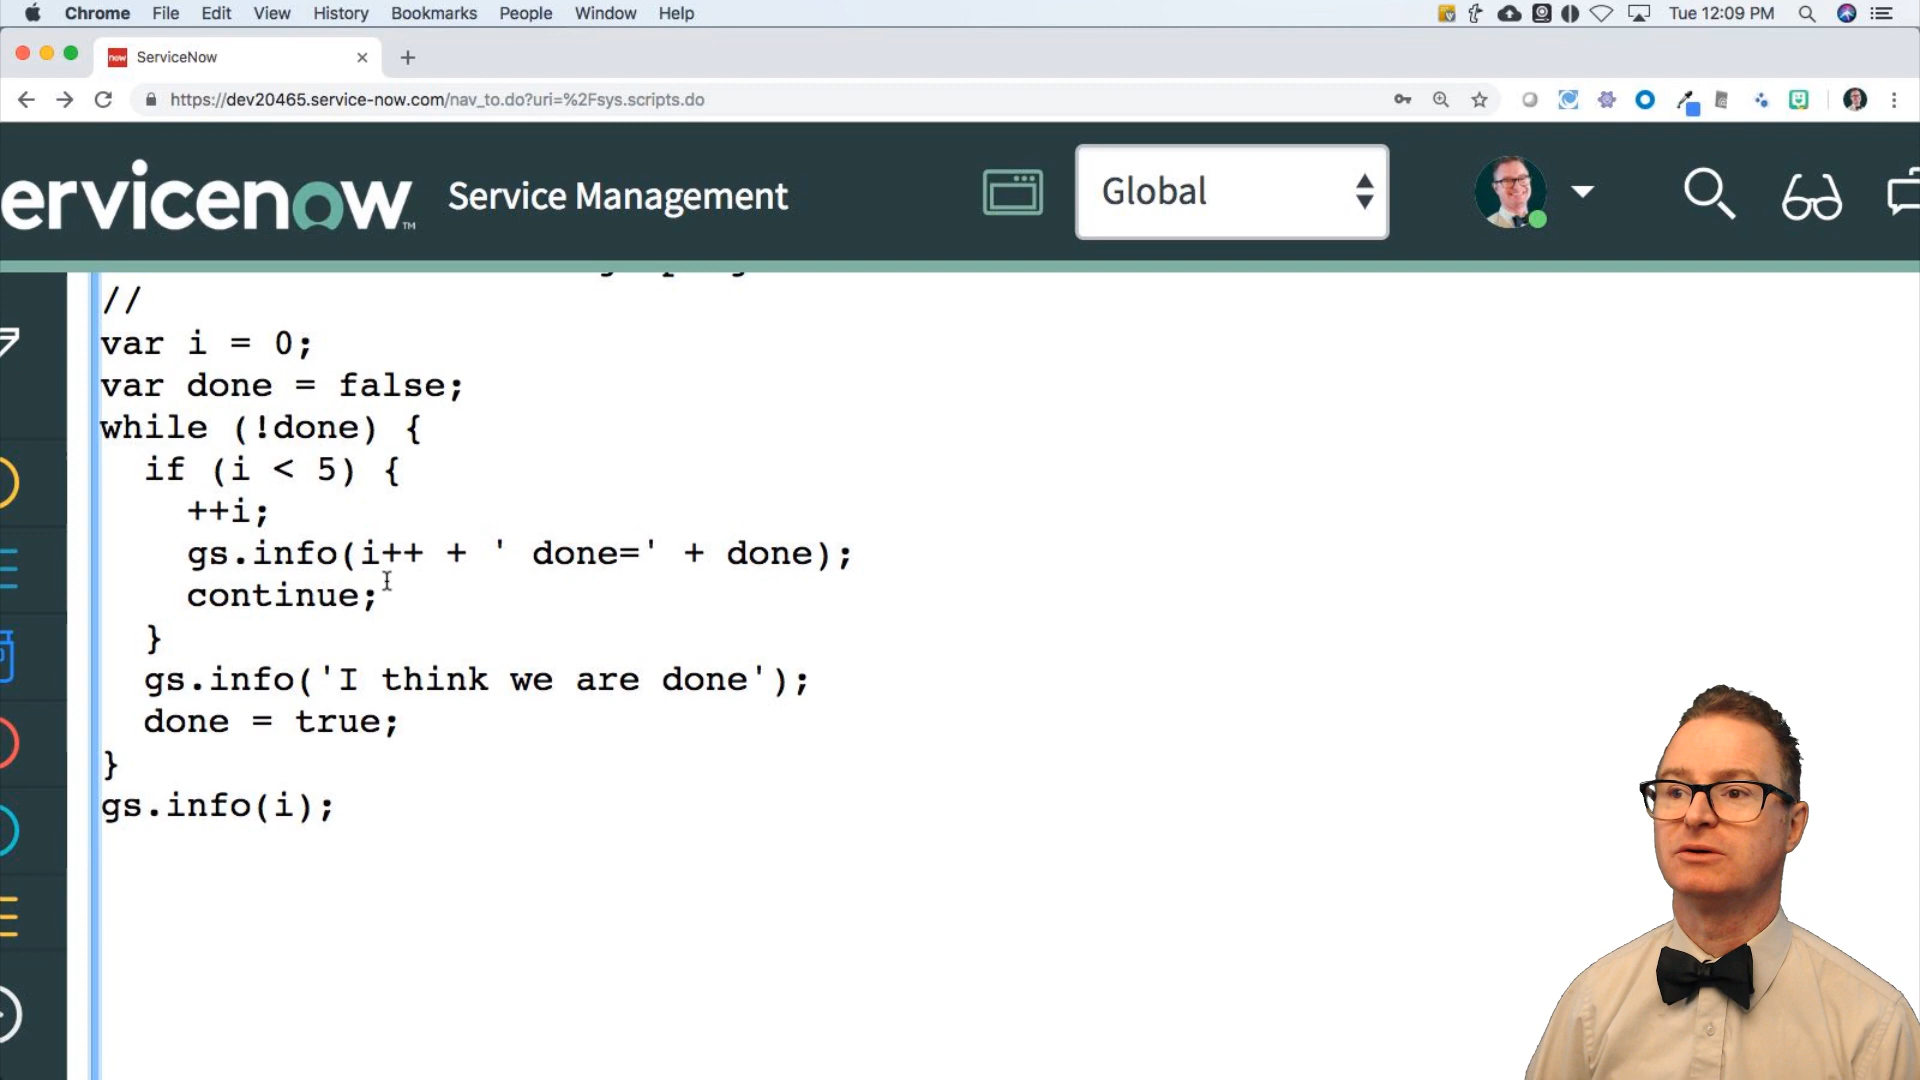 Chrome File Edit View History Bookmarks People Window Help Tue 12:09 PM
now ServiceNow
https://dev20465.service-now.com/nav_to.do?uri=%2Fsys.scripts.do
ervicenow™ Service Management Global
//
var i = 0;
var done = false;
while (!done) {
if (i < 5) {
++i;
gs.info(i++ + ' done=' + done);
continue;
}
gs.info('I think we are done');
done = true;
}
gs.info(i);